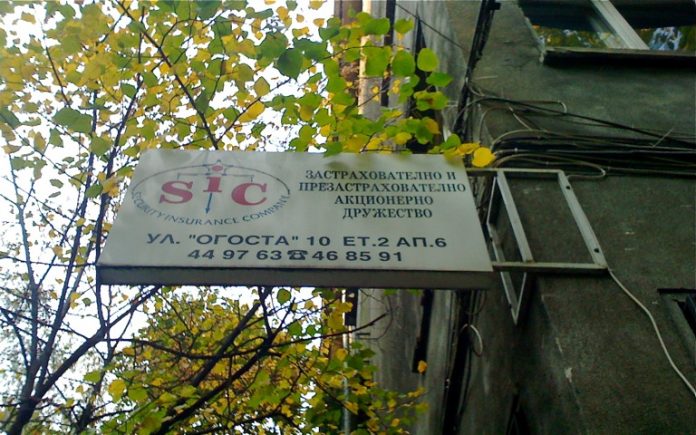 SiC
SECURITY INSURANCE COMPANY
ЗАСТРАХОВАТЕЛНО И
ПРЕЗАСТРАХОВАТЕЛНО
АКЦИОНЕРНО
ДРУЖЕСТВО
УЛ. "ОГОСТА" 10 ЕТ.2 АП.6
44 97 63 ☎ 46 85 91